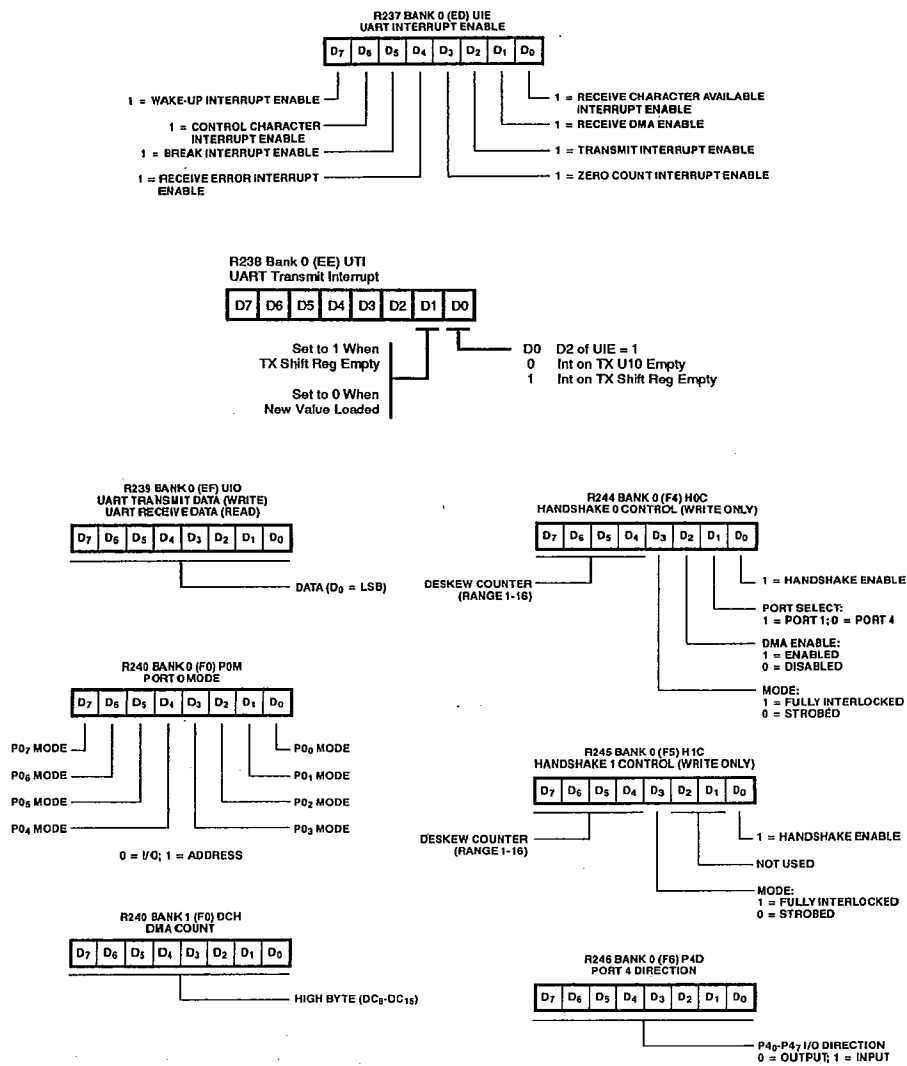 R237 BANK 0 (ED) UIE
UART INTERRUPT ENABLE
D7 D6 D5 D4 D3 D2 D1 D0
1 = WAKE-UP INTERRUPT ENABLE
1 = CONTROL CHARACTER
INTERRUPT ENABLE
1 = BREAK INTERRUPT ENABLE
1 = RECEIVE ERROR INTERRUPT
ENABLE
1 = RECEIVE CHARACTER AVAILABLE
INTERRUPT ENABLE
1 = RECEIVE DMA ENABLE
1 = TRANSMIT INTERRUPT ENABLE
1 = ZERO COUNT INTERRUPT ENABLE
R238 Bank 0 (EE) UTI
UART Transmit Interrupt
D7 D6 D5 D4 D3 D2 D1 D0
Set to 1 When
TX Shift Reg Empty
Set to 0 When
New Value Loaded
D0 D2 of UIE = 1
0 Int on TX U10 Empty
1 Int on TX Shift Reg Empty
R239 BANK 0 (EF) UIO
UART TRANSMIT DATA (WRITE)
UART RECEIVE DATA (READ)
D7 D6 D5 D4 D3 D2 D1 D0
DATA (D0 = LSB)
R240 BANK 0 (F0) P0M
PORT 0 MODE
D7 D6 D5 D4 D3 D2 D1 D0
P07 MODE
P06 MODE
P05 MODE
P04 MODE
P00 MODE
P01 MODE
P02 MODE
P03 MODE
0 = I/O; 1 = ADDRESS
R240 BANK 1 (F0) DCH
DMA COUNT
D7 D6 D5 D4 D3 D2 D1 D0
HIGH BYTE (DC8-DC15)
R244 BANK 0 (F4) H0C
HANDSHAKE 0 CONTROL (WRITE ONLY)
D7 D6 D5 D4 D3 D2 D1 D0
DESKEW COUNTER
(RANGE 1-16)
1 = HANDSHAKE ENABLE
PORT SELECT:
1 = PORT 1; 0 = PORT 4
DMA ENABLE:
1 = ENABLED
0 = DISABLED
MODE:
1 = FULLY INTERLOCKED
0 = STROBED
R245 BANK 0 (F5) H1C
HANDSHAKE 1 CONTROL (WRITE ONLY)
D7 D6 D5 D4 D3 D2 D1 D0
DESKEW COUNTER
(RANGE 1-16)
1 = HANDSHAKE ENABLE
NOT USED
MODE:
1 = FULLY INTERLOCKED
0 = STROBED
R246 BANK 0 (F6) P4D
PORT 4 DIRECTION
D7 D6 D5 D4 D3 D2 D1 D0
P40-P47 I/O DIRECTION
0 = OUTPUT; 1 = INPUT